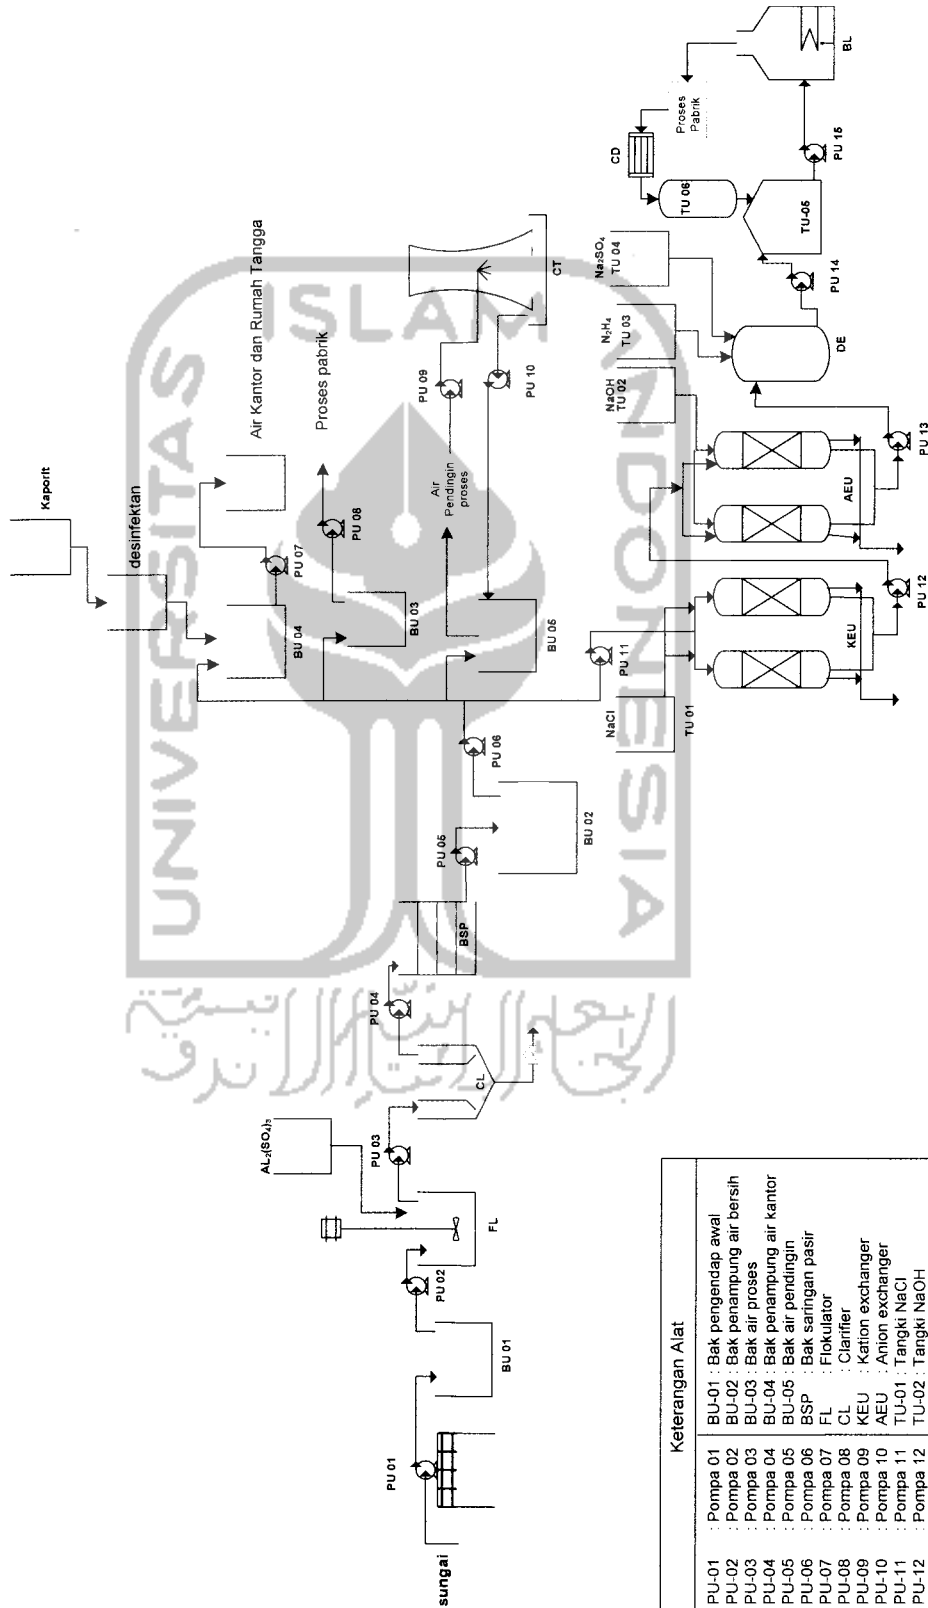 Kaporit
desinfektan
Air Kantor dan Rumah Tangga
PU 07
BU 04
Proses pabrik
PU 08
BU 03
PU 09
Air
Pendingin
proses
CT
PU 10
BU 05
PU 06
PU 11
PU 05
BU 02
BSP
PU 04
CL
PU 03
AL₂(SO₄)₃
FL
PU 02
BU 01
PU 01
sungai
NaCl
TU 01
KEU
PU 12
NaOH
TU 02
AEU
PU 13
N₂H₄
TU 03
Na₂SO₄
TU 04
DE
PU 14
TU-05
TU 06
CD
Proses
Pabrik
PU 15
BL
UNIVERSITAS
ISLAM
INDONESIA
Keterangan Alat
PU-01 : Pompa 01 BU-01 : Bak pengendap awal
PU-02 : Pompa 02 BU-02 : Bak penampung air bersih
PU-03 : Pompa 03 BU-03 : Bak air proses
PU-04 : Pompa 04 BU-04 : Bak penampung air kantor
PU-05 : Pompa 05 BU-05 : Bak air pendingin
PU-06 : Pompa 06 BSP : Bak saringan pasir
PU-07 : Pompa 07 FL : Flokulator
PU-08 : Pompa 08 CL : Clarifier
PU-09 : Pompa 09 KEU : Kation exchanger
PU-10 : Pompa 10 AEU : Anion exchanger
PU-11 : Pompa 11 TU-01 : Tangki NaCl
PU-12 : Pompa 12 TU-02 : Tangki NaOH